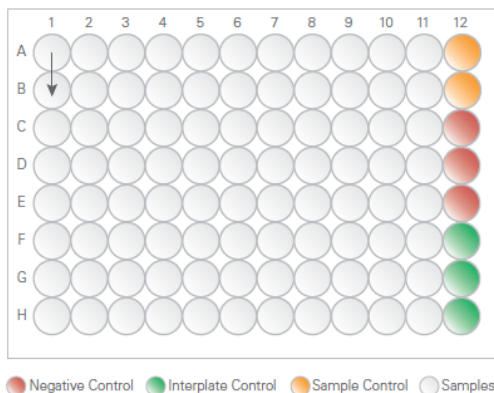 1 2 3 4 5 6 7 8 9 10 11 12
A
B
C
D
E
F
G
H
Negative Control Interplate Control Sample Control Samples